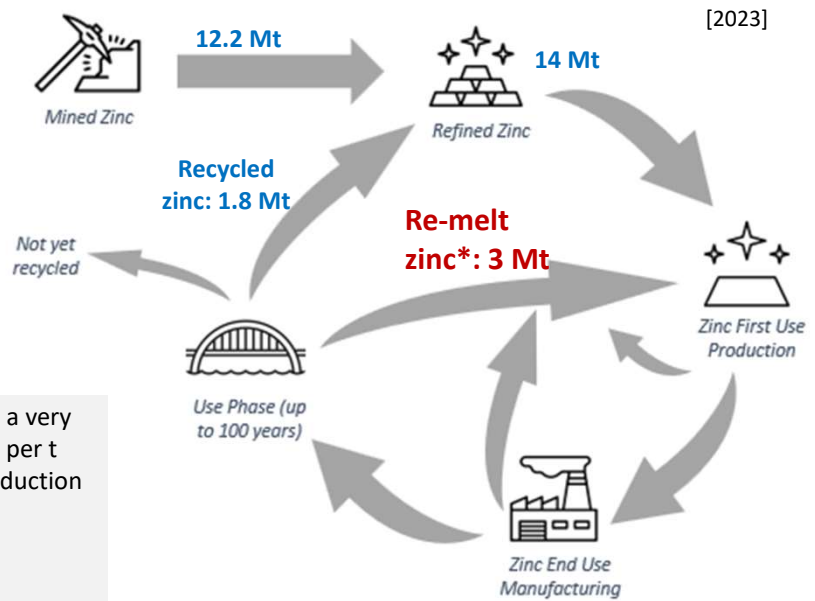 [2023]
12.2 Mt
14 Mt
Mined Zinc
Refined Zinc
Recycled
zinc: 1.8 Mt
Re-melt
zinc*: 3 Mt
Not yet
recycled
Zinc First Use
Production
Use Phase (up
to 100 years)
a very
per t
duction
Zinc End Use
Manufacturing